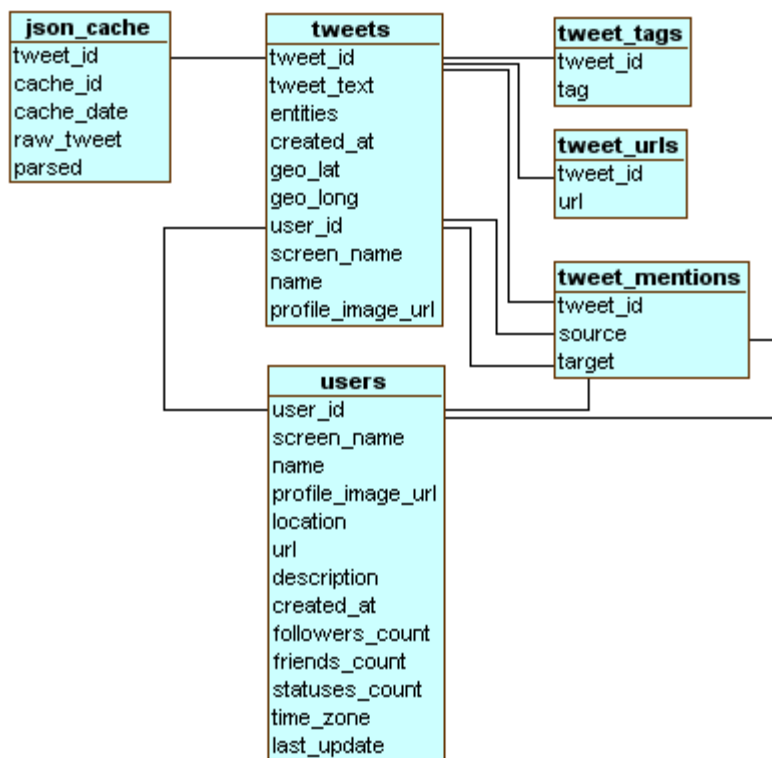 json_cache
tweet_id
cache_id
cache_date
raw_tweet
parsed
tweets
tweet_id
tweet_text
entities
created_at
geo_lat
geo_long
user_id
screen_name
name
profile_image_url
tweet_tags
tweet_id
tag
tweet_urls
tweet_id
url
tweet_mentions
tweet_id
source
target
users
user_id
screen_name
name
profile_image_url
location
url
description
created_at
followers_count
friends_count
statuses_count
time_zone
last_update